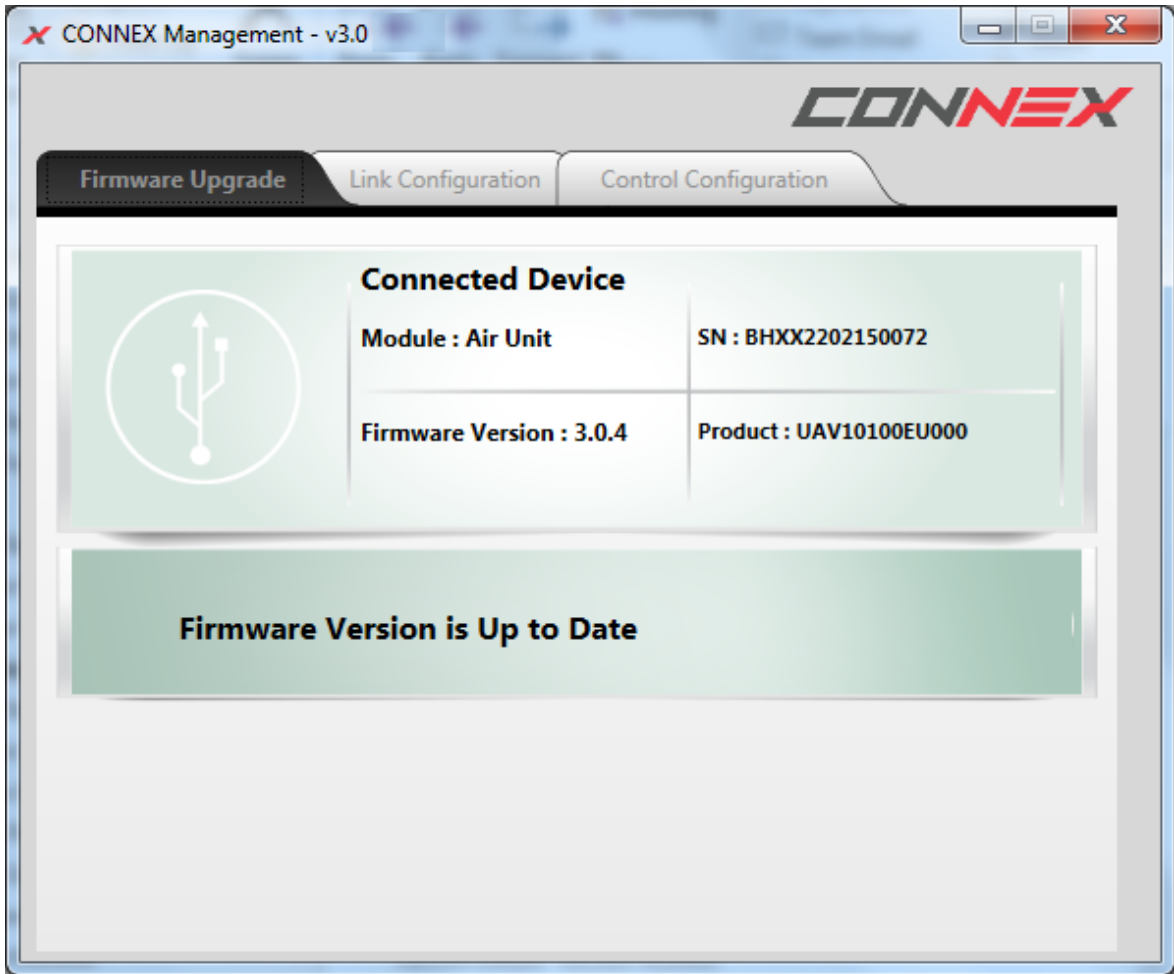 CONNEX Management - v3.0
CONNEX
Firmware Upgrade
Link Configuration
Control Configuration
Connected Device
Module : Air Unit
SN : BHXX2202150072
Firmware Version : 3.0.4
Product : UAV10100EU000
Firmware Version is Up to Date